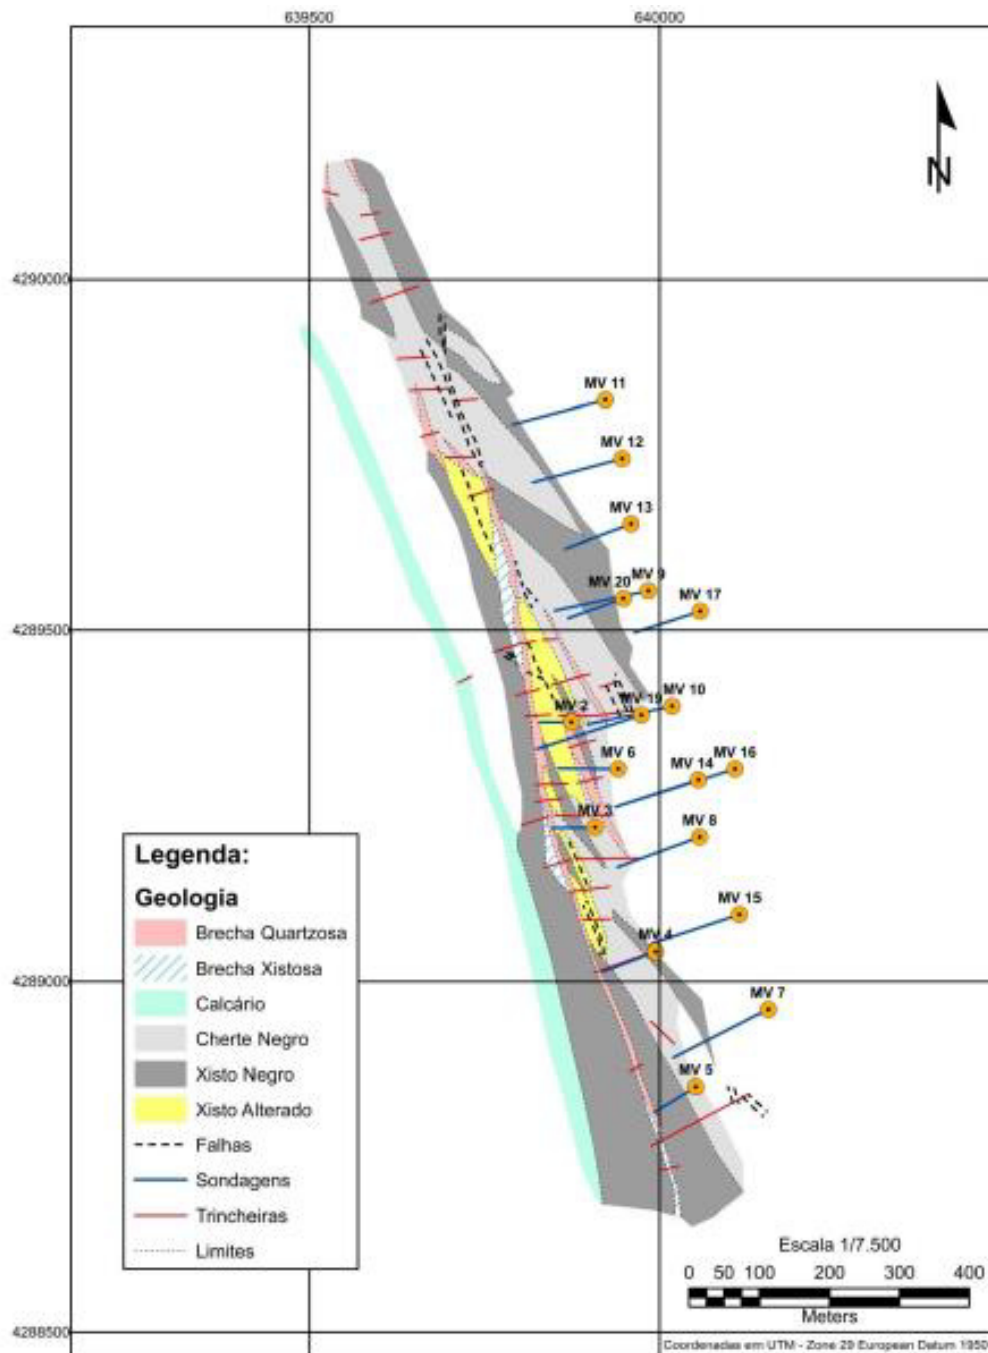 639500 640000
N
4290000
MV 11
MV 12
MV 13
MV 20 MV 9
MV 17
4289500
MV 2 MV 19 MV 10
MV 6 MV 14 MV 16
MV 3 MV 8
MV 15
MV 4
4289000
MV 7
MV 5
Legenda:
Geologia
Brecha Quartzosa
Brecha Xistosa
Calcário
Cherte Negro
Xisto Negro
Xisto Alterado
Falhas
Sondagens
Trincheiras
Limites
Escala 1/7.500
0 50 100 200 300 400
Meters
4288500
Coordenadas em UTM - Zone 29 European Datum 1950